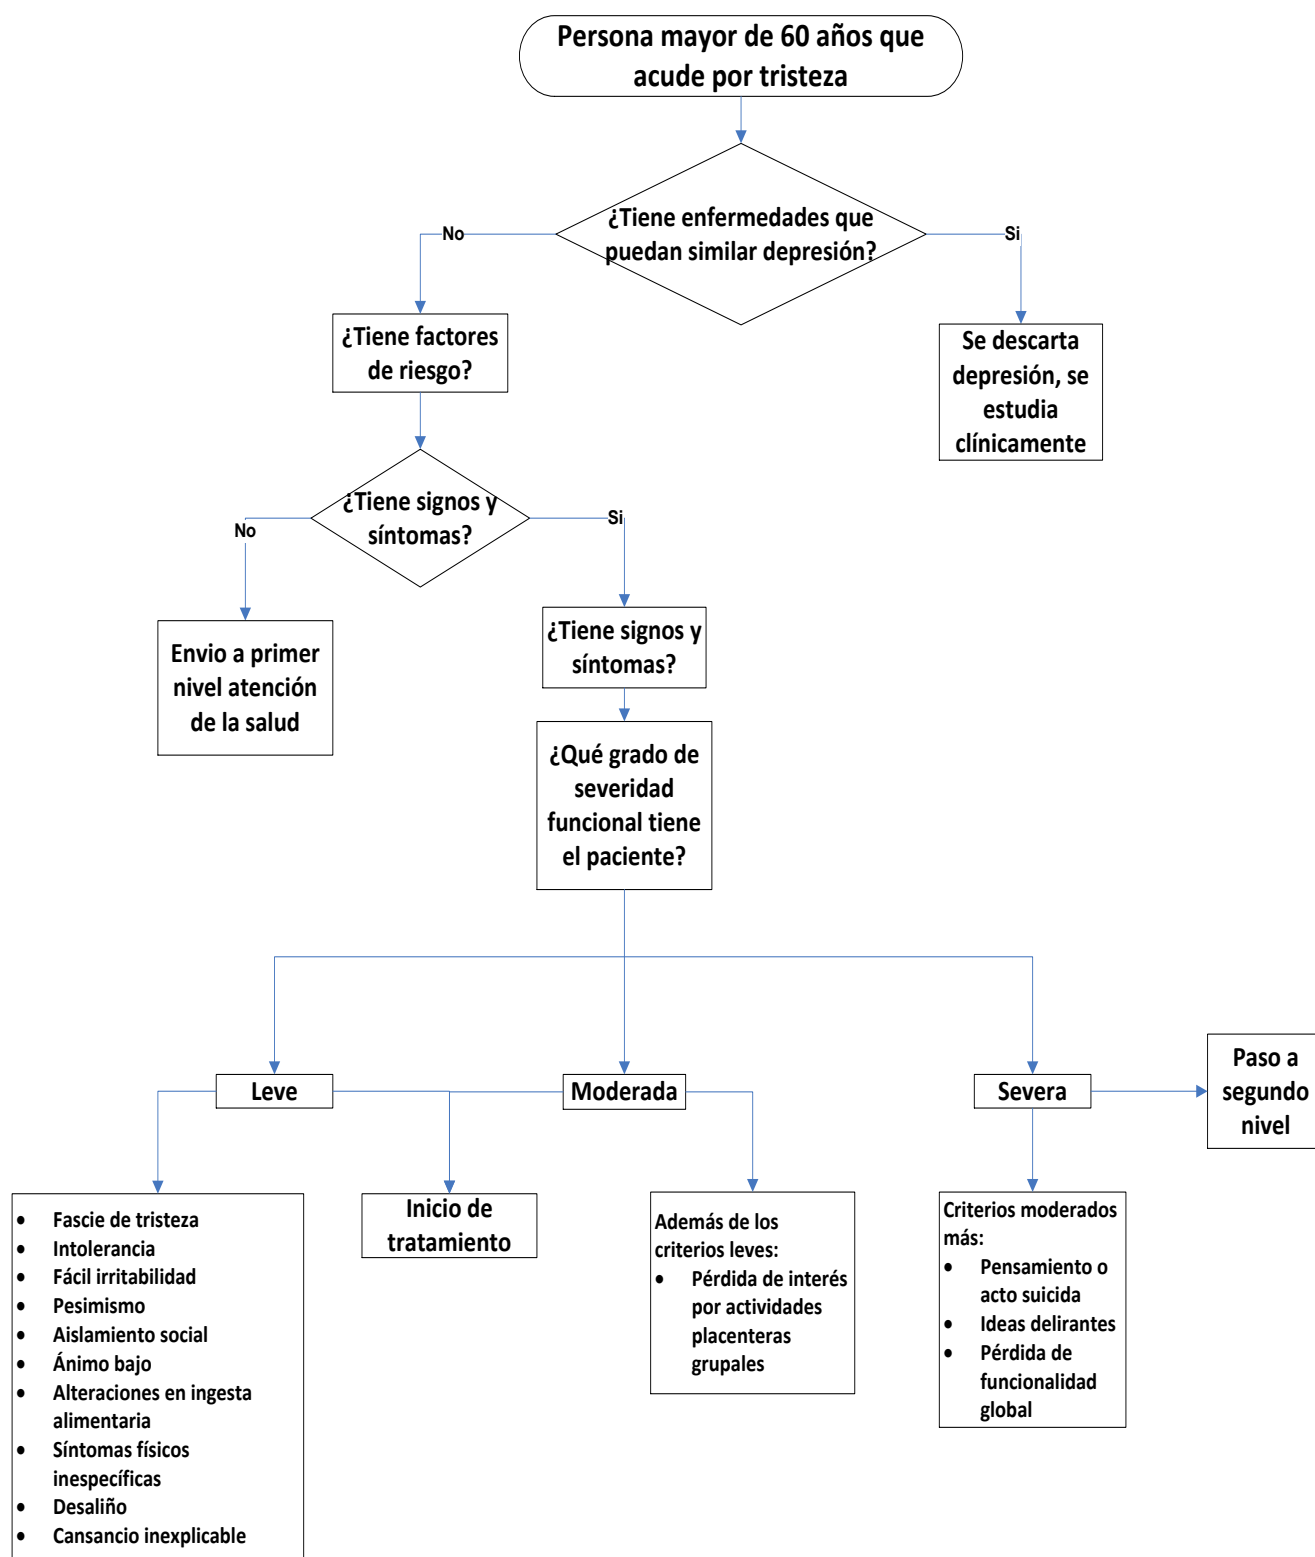 Persona mayor de 60 años que
acude por tristeza
¿Tiene enfermedades que
puedan similar depresión?
No
Si
¿Tiene factores
de riesgo?
Se descarta
depresión, se
estudia
clínicamente
¿Tiene signos y
síntomas?
No
Si
Envio a primer
nivel atención
de la salud
¿Tiene signos y
síntomas?
¿Qué grado de
severidad
funcional tiene
el paciente?
Leve
Moderada
Severa
Paso a
segundo
nivel
• Fascie de tristeza
• Intolerancia
• Fácil irritabilidad
• Pesimismo
• Aislamiento social
• Ánimo bajo
• Alteraciones en ingesta
alimentaria
• Síntomas físicos
inespecíficas
• Desaliño
• Cansancio inexplicable
Inicio de
tratamiento
Además de los
criterios leves:
• Pérdida de interés
por actividades
placenteras
grupales
Criterios moderados
más:
• Pensamiento o
acto suicida
• Ideas delirantes
• Pérdida de
funcionalidad
global